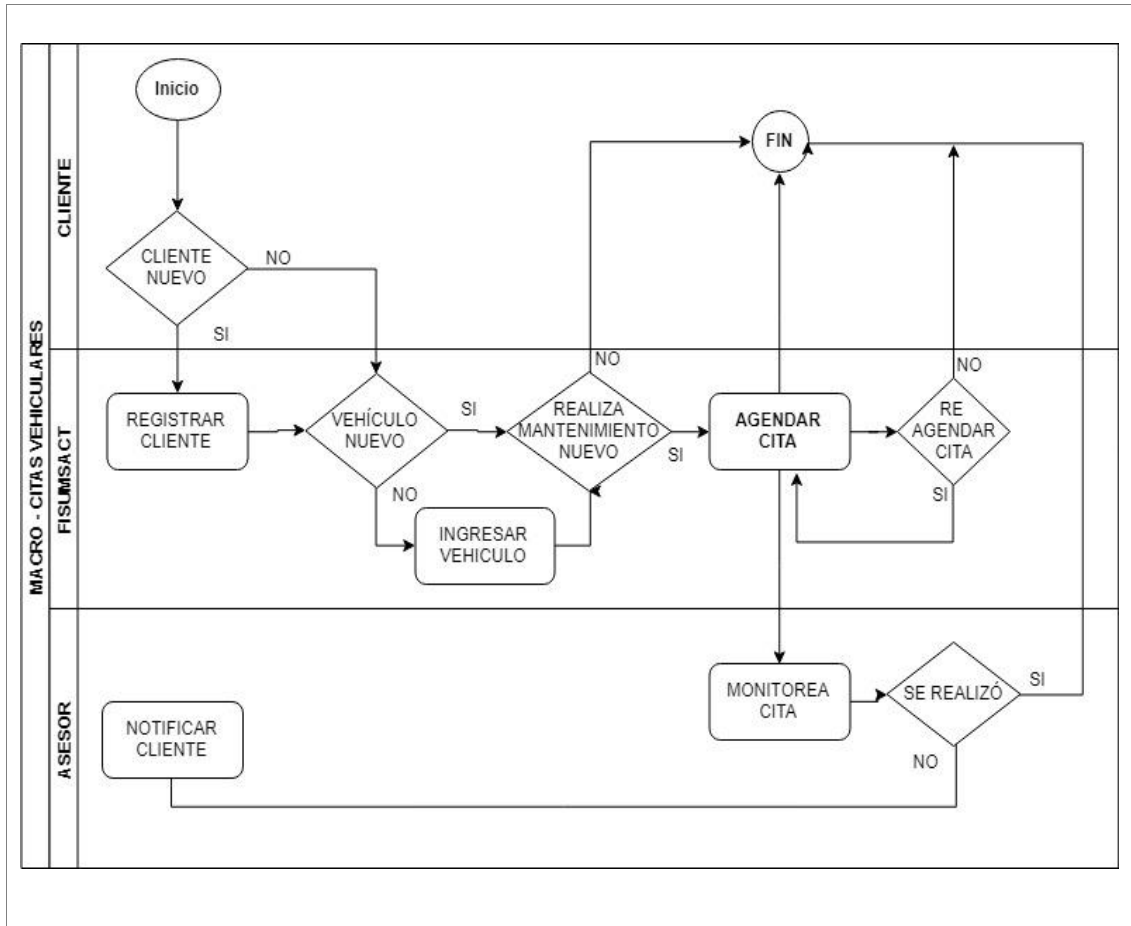 MACRO - CITAS VEHICULARES
CLIENTE
Inicio
FIN
CLIENTE
NUEVO
NO
SI
FISUMSACT
REGISTRAR
CLIENTE
VEHÍCULO
NUEVO
SI
NO
INGRESAR
VEHICULO
REALIZA
MANTENIMIENTO
NUEVO
NO
SI
AGENDAR
CITA
RE
AGENDAR
CITA
NO
SI
ASESOR
NOTIFICAR
CLIENTE
MONITOREA
CITA
SE REALIZÓ
SI
NO